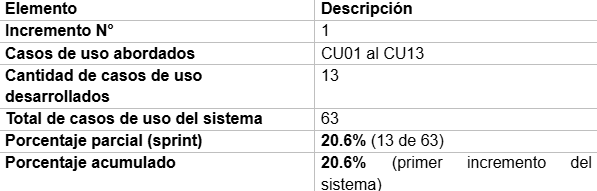 Elemento Descripción
Incremento N° 1
Casos de uso abordados CU01 al CU13
Cantidad de casos de uso 13
desarrollados
Total de casos de uso del sistema 63
Porcentaje parcial (sprint) 20.6% (13 de 63)
Porcentaje acumulado 20.6% (primer incremento del
sistema)